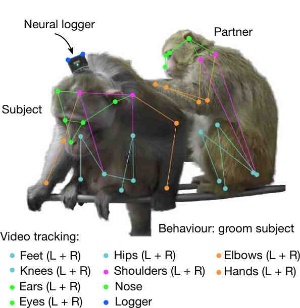 Neural logger
Partner
Subject
Behaviour: groom subject
Video tracking:
Feet (L + R)
Hips (L + R)
Elbows (L + R)
Knees (L + R)
Shoulders (L + R)
Hands (L + R)
Ears (L + R)
Nose
Eyes (L + R)
Logger